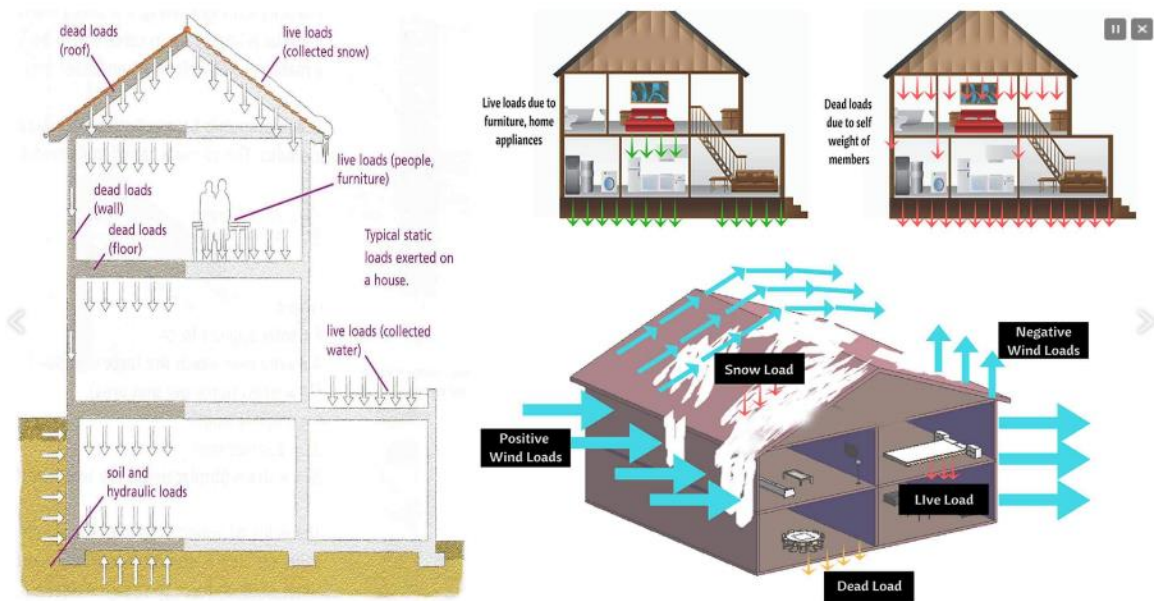 dead loads
(roof)
live loads
(collected snow)
live loads (people,
furniture)
dead loads
(wall)
dead loads
(floor)
Typical static
loads exerted on
a house.
live loads (collected
water)
soil and
hydraulic loads
Live loads due to
furniture, home
appliances
Dead loads
due to self
weight of
members
Negative
Wind Loads
Snow Load
Positive
Wind Loads
LIve Load
Dead Load